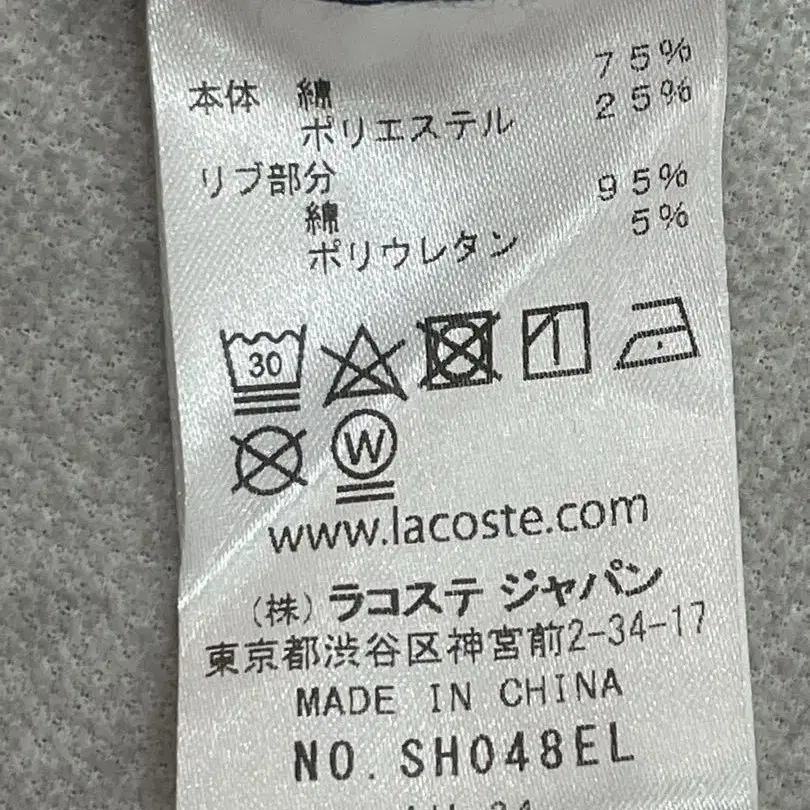 本体 綿 75%
ポリエステル 25%
リブ部分
綿 95%
ポリウレタン 5%
30
W
www.lacoste.com
(株)ラコステ ジャパン
東京都渋谷区神宮前2-34-17
MADE IN CHINA
NO.SH048EL